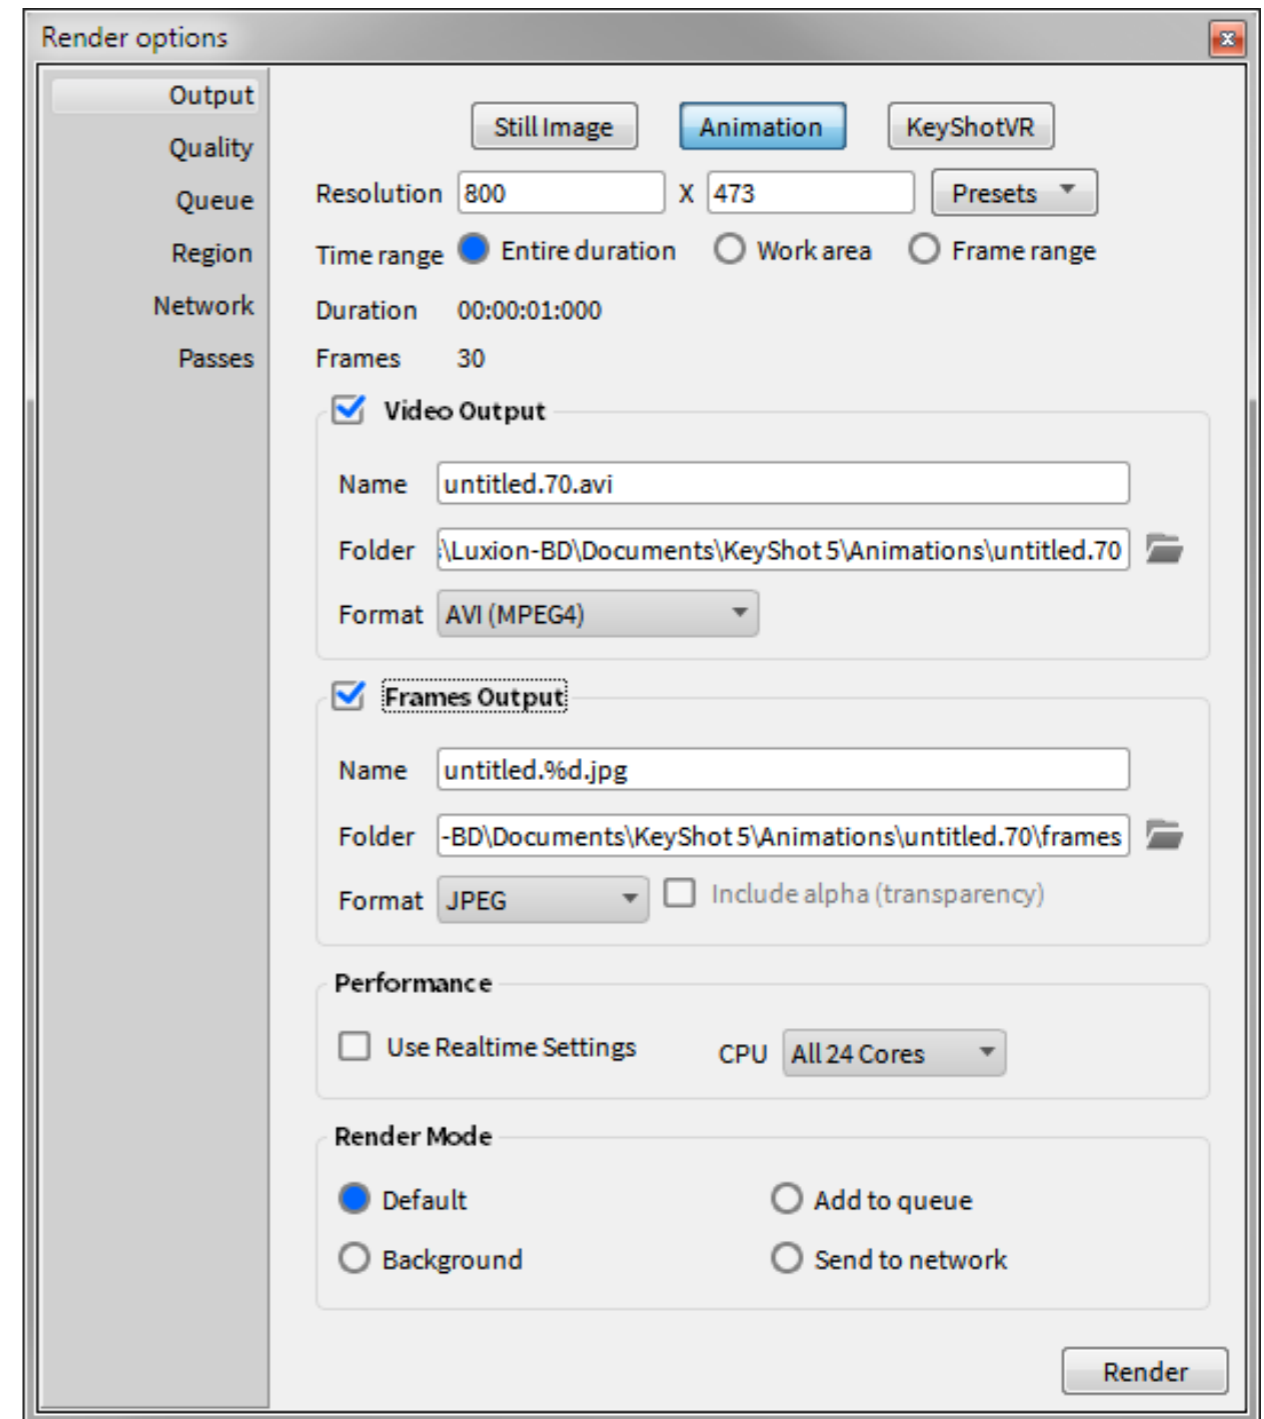 Render options
Output
Quality
Queue
Region
Network
Passes
Still Image Animation KeyShotVR
Resolution 800 X 473 Presets
Time range Entire duration Work area Frame range
Duration 00:00:01:000
Frames 30
Video Output
Name untitled.70.avi
Folder :\Luxion-BD\Documents\KeyShot 5\Animations\untitled.70
Format AVI (MPEG4)
Frames Output
Name untitled.%d.jpg
Folder -BD\Documents\KeyShot 5\Animations\untitled.70\frames
Format JPEG Include alpha (transparency)
Performance
Use Realtime Settings CPU All 24 Cores
Render Mode
Default Add to queue
Background Send to network
Render